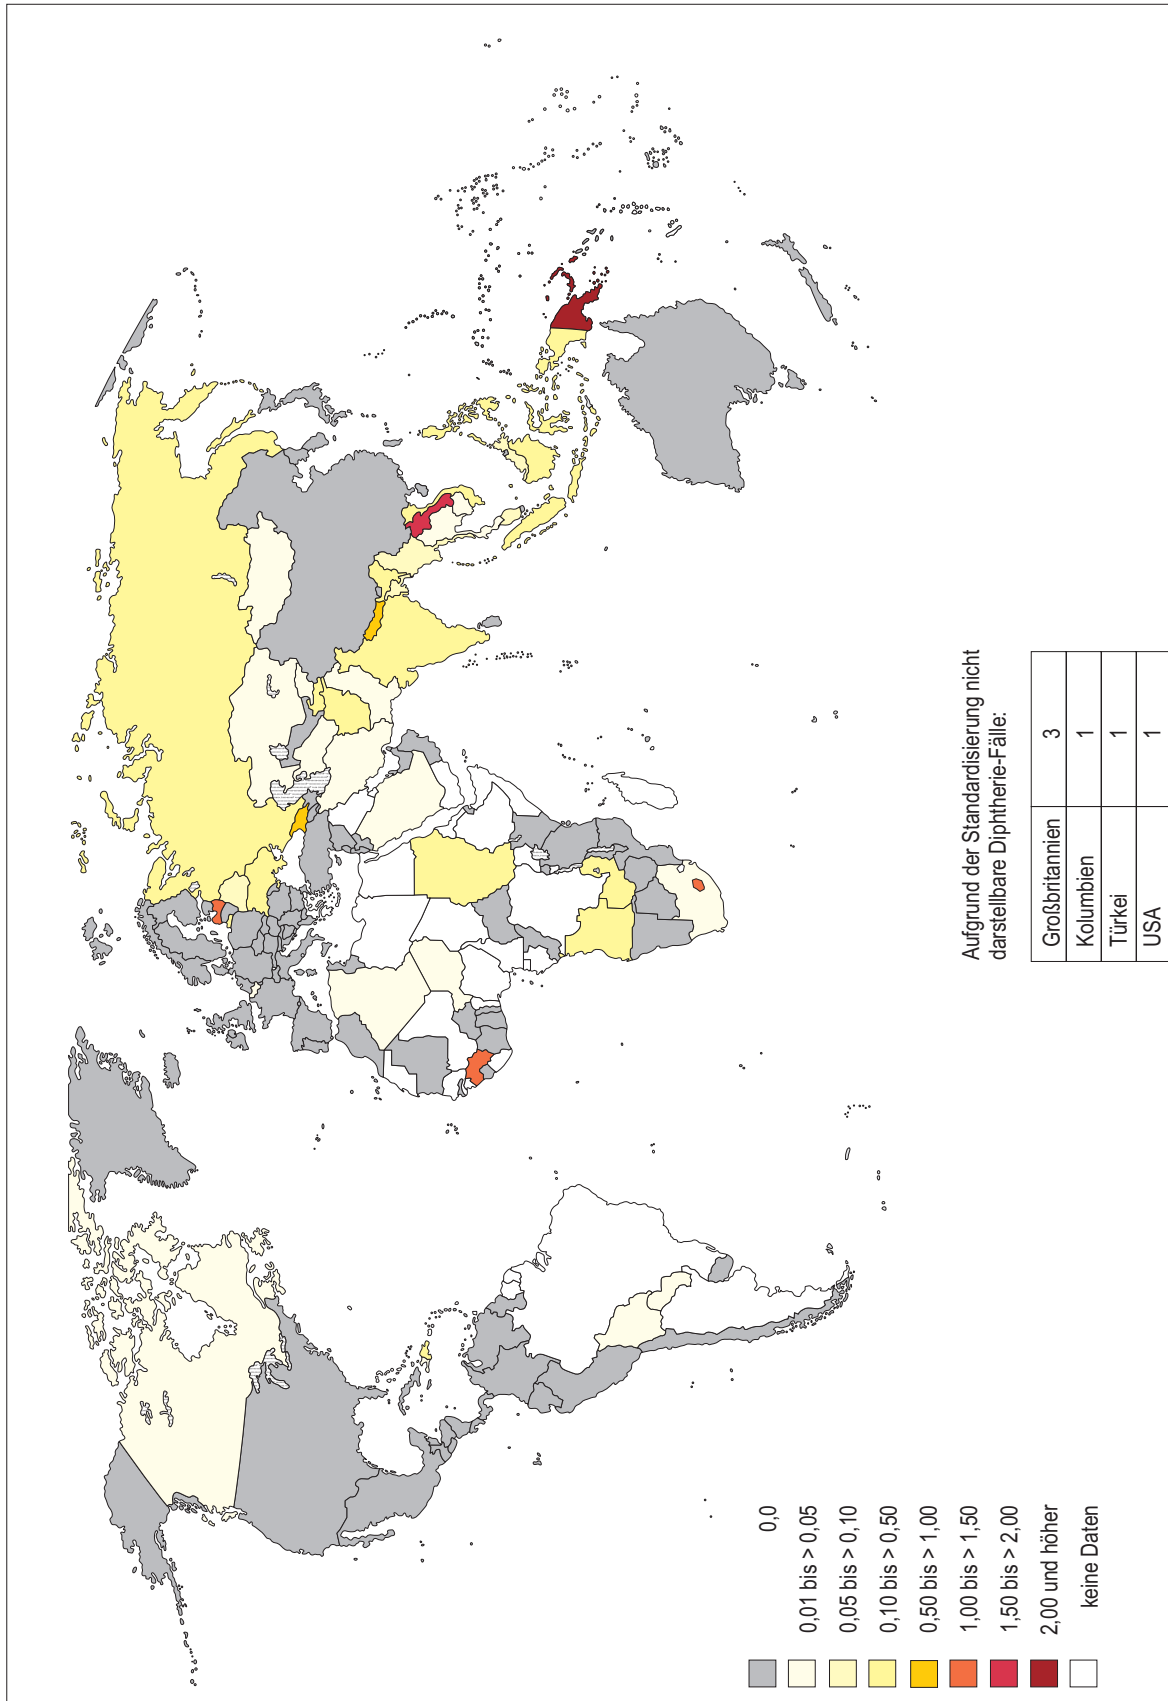 0,0
0,01 bis > 0,05
0,05 bis > 0,10
0,10 bis > 0,50
0,50 bis > 1,00
1,00 bis > 1,50
1,50 bis > 2,00
2,00 und höher
keine Daten
Aufgrund der Standardisierung nicht
darstellbare Diphtherie-Fälle:
Großbritannien 3
Kolumbien 1
Türkei 1
USA 1